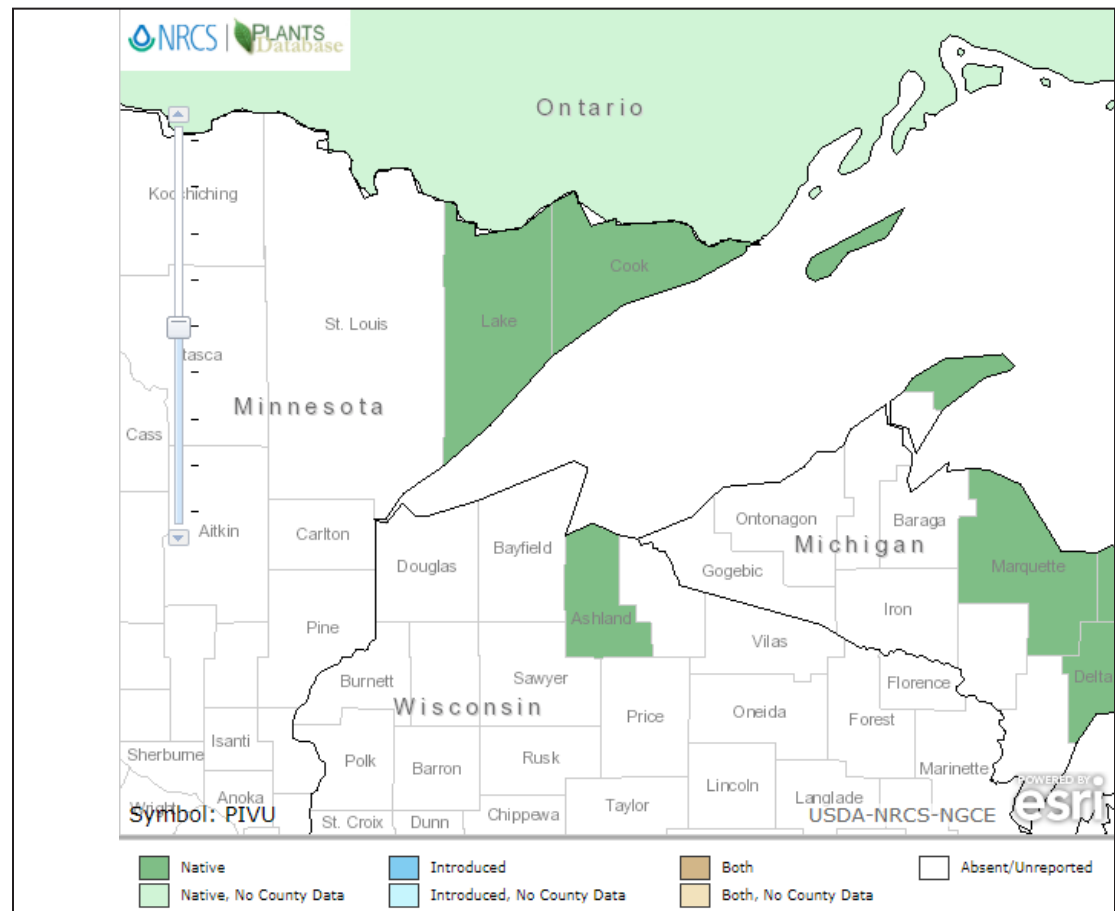 NRCS | PLANTS
Database
Ontario
Koochiching
Cook
St. Louis
Lake
Itasca
Minnesota
Cass
Ontonagon
Baraga
Aitkin
Carlton
Bayfield
Michigan
Douglas
Gogebic
Marquette
Iron
Ashland
Pine
Vilas
Burnett
Sawyer
Florence
Delta
Wisconsin
Price
Oneida
Forest
Isanti
Sherburne
Polk
Barron
Rusk
Marinette
Lincoln
Langlade
POWERED BY
esri
Wright
Anoka
Symbol: PIVU
St. Croix
Dunn
Chippewa
Taylor
USDA-NRCS-NGCE
Native
Introduced
Both
Absent/Unreported
Native, No County Data
Introduced, No County Data
Both, No County Data